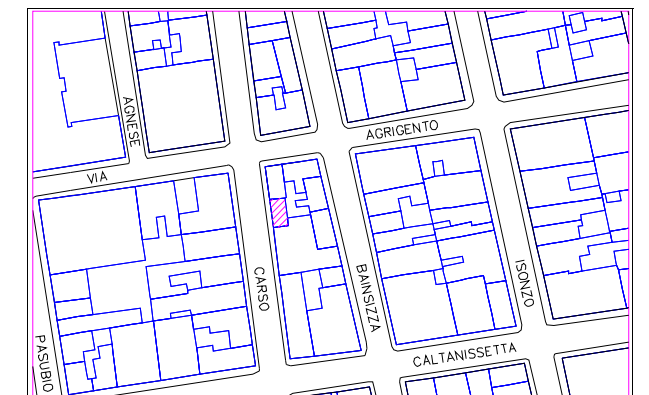 AGNESE
AGRIGENTO
VIA
CARSO
BAINSIZZA
ISONZO
PASUBIO
CALTANISSETTA